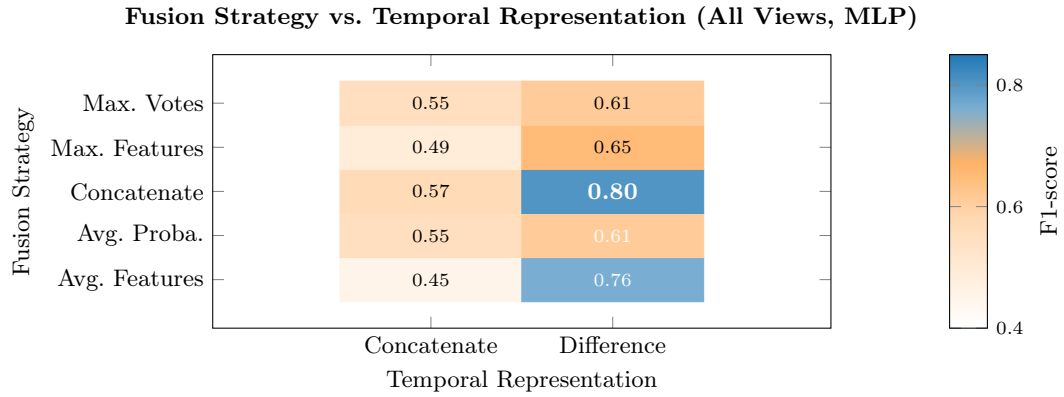 Fusion Strategy vs. Temporal Representation (All Views, MLP)
Fusion Strategy
Max. Votes 0.55 0.61
Max. Features 0.49 0.65
Concatenate 0.57 0.80
Avg. Proba. 0.55 0.61
Avg. Features 0.45 0.76
Concatenate Difference
Temporal Representation
0.8
0.6
0.4
F1-score